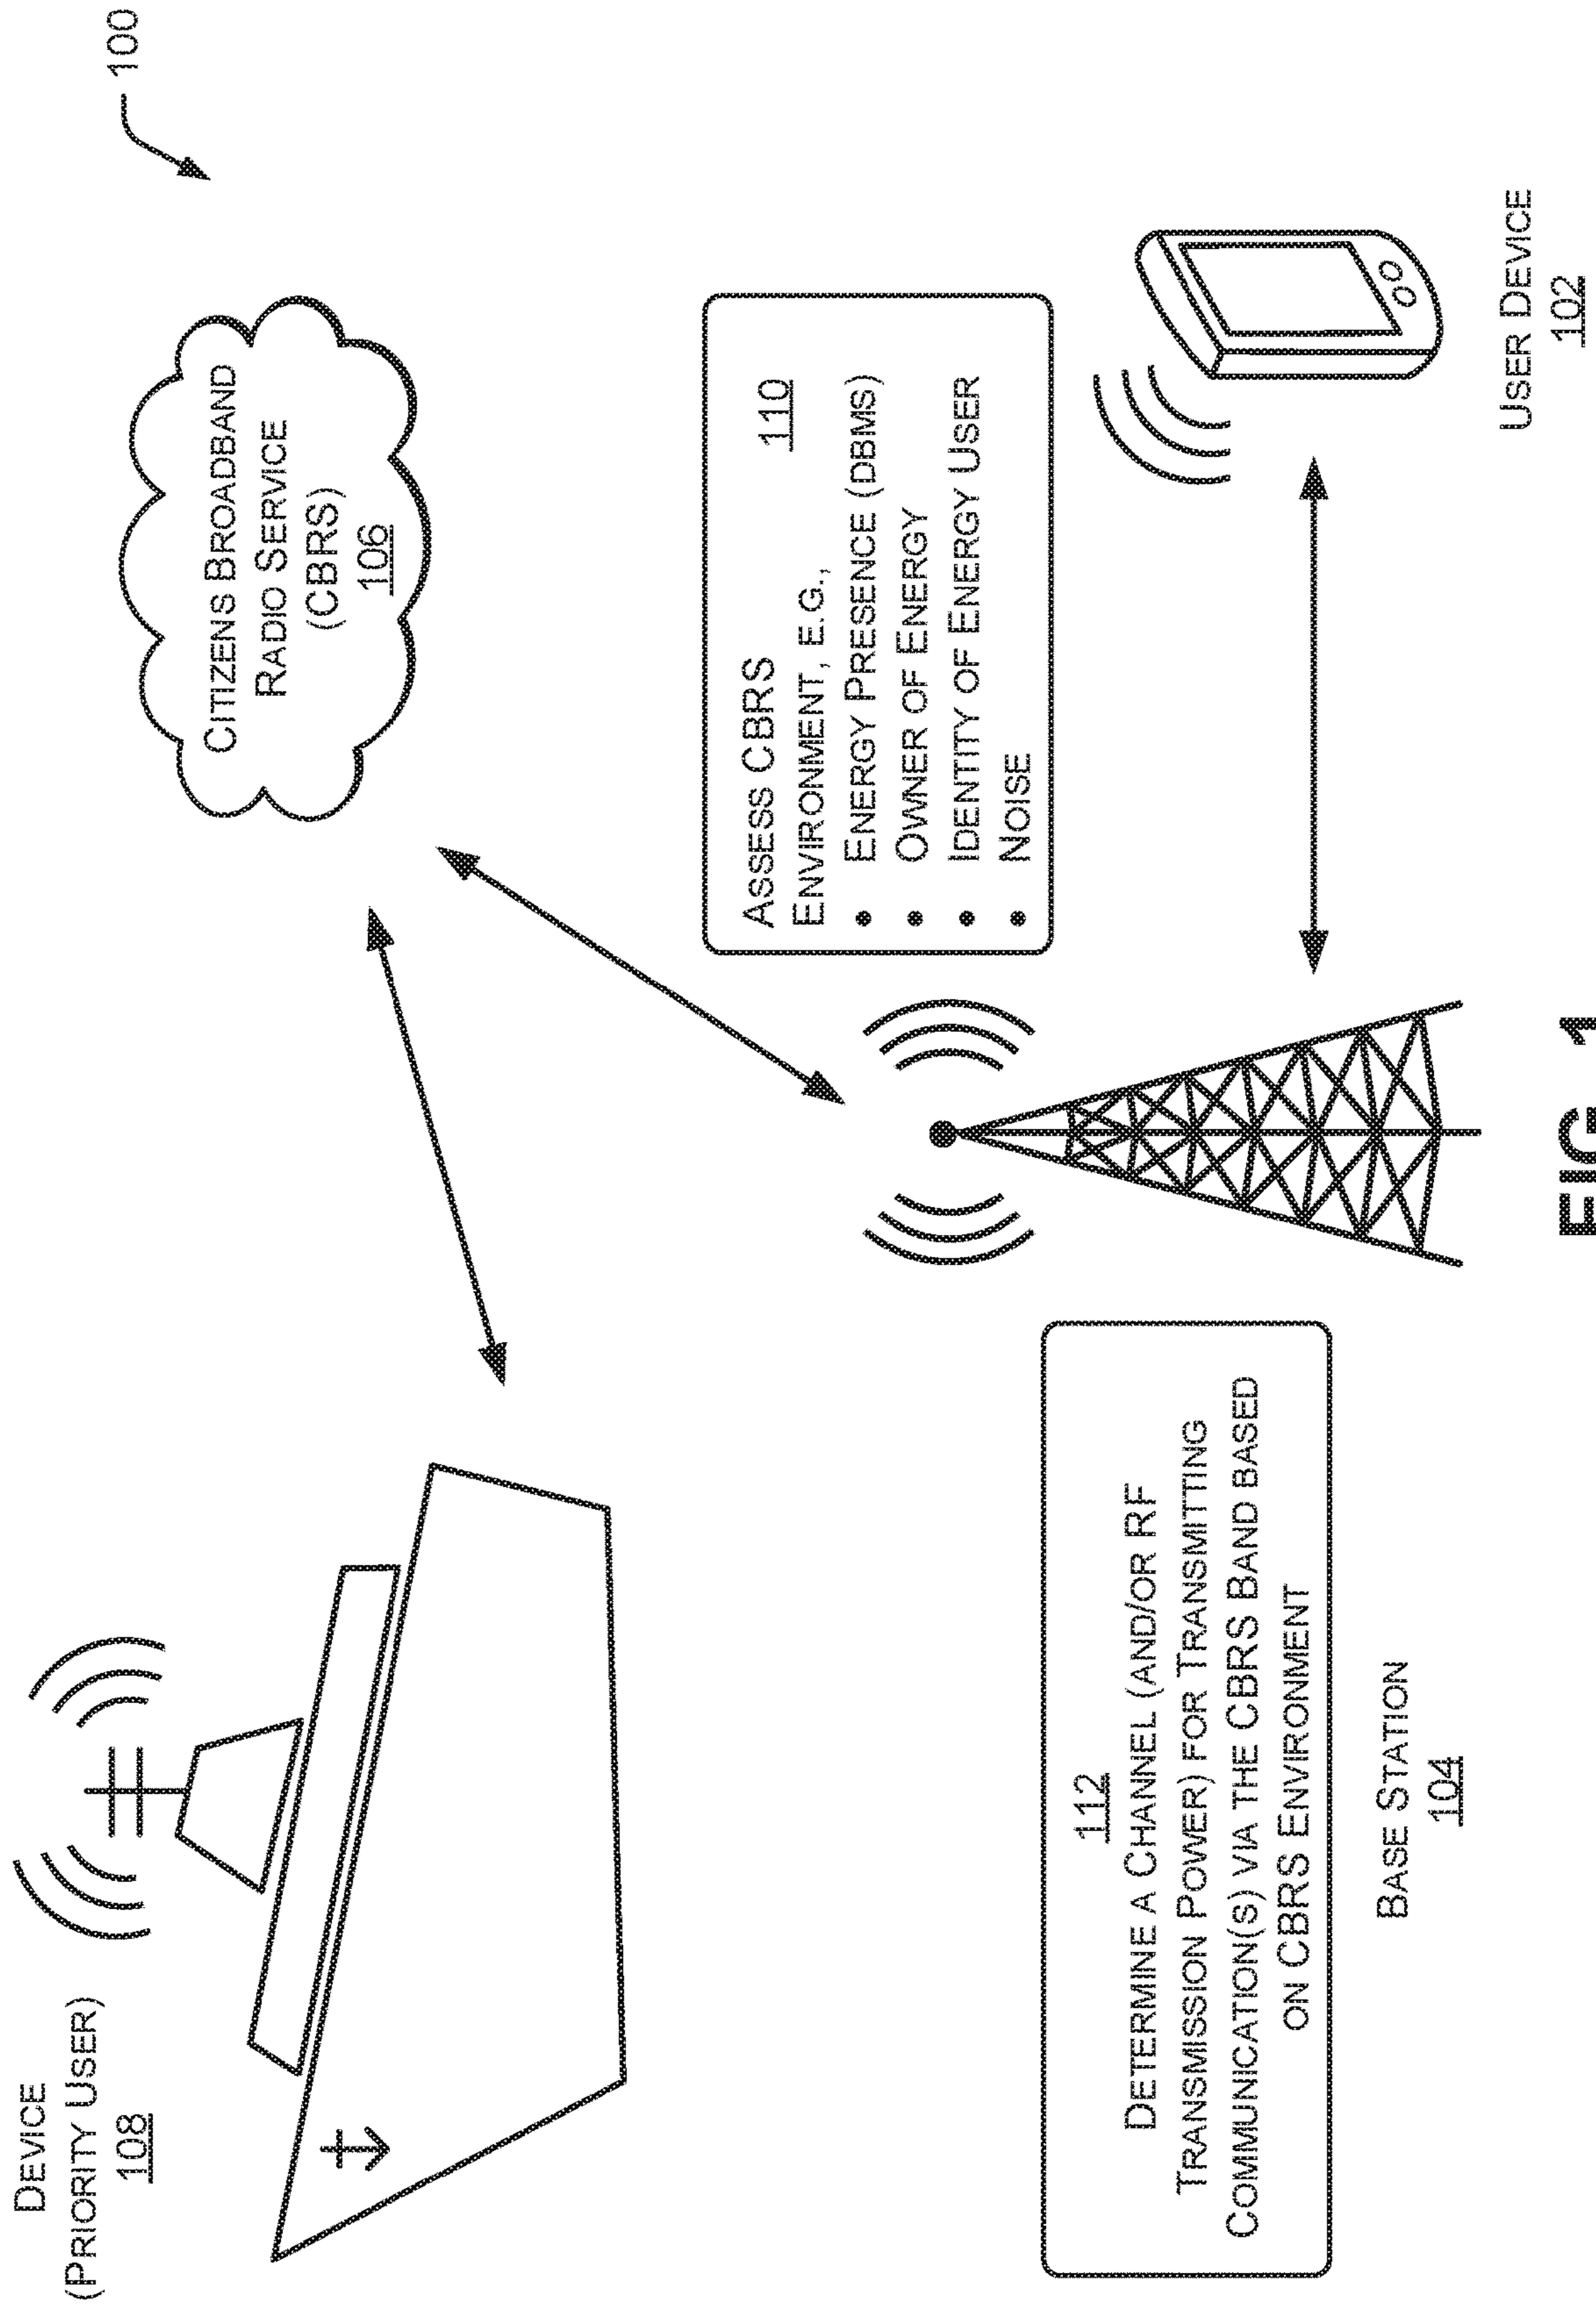 100
DEVICE
(PRIORITY USER)
108
CITIZENS BROADBAND
RADIO SERVICE
(CBRS)
106
ASSESS CBRS 110
ENVIRONMENT, E.G.,
• ENERGY PRESENCE (DBMS)
• OWNER OF ENERGY
• IDENTITY OF ENERGY USER
• NOISE
112
DETERMINE A CHANNEL (AND/OR RF
TRANSMISSION POWER) FOR TRANSMITTING
COMMUNICATION(S) VIA THE CBRS BAND BASED
ON CBRS ENVIRONMENT
BASE STATION
104
USER DEVICE
102
FIG. 1